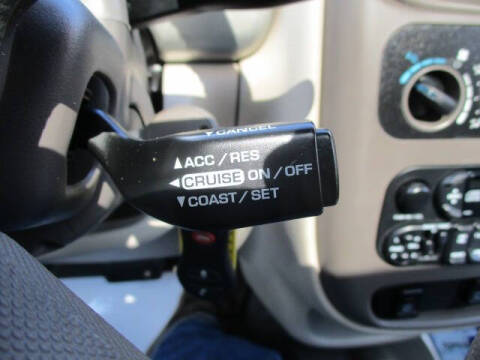 ▼CANCEL
▲ACC/RES
◄CRUISE ON/OFF
▼COAST/SET